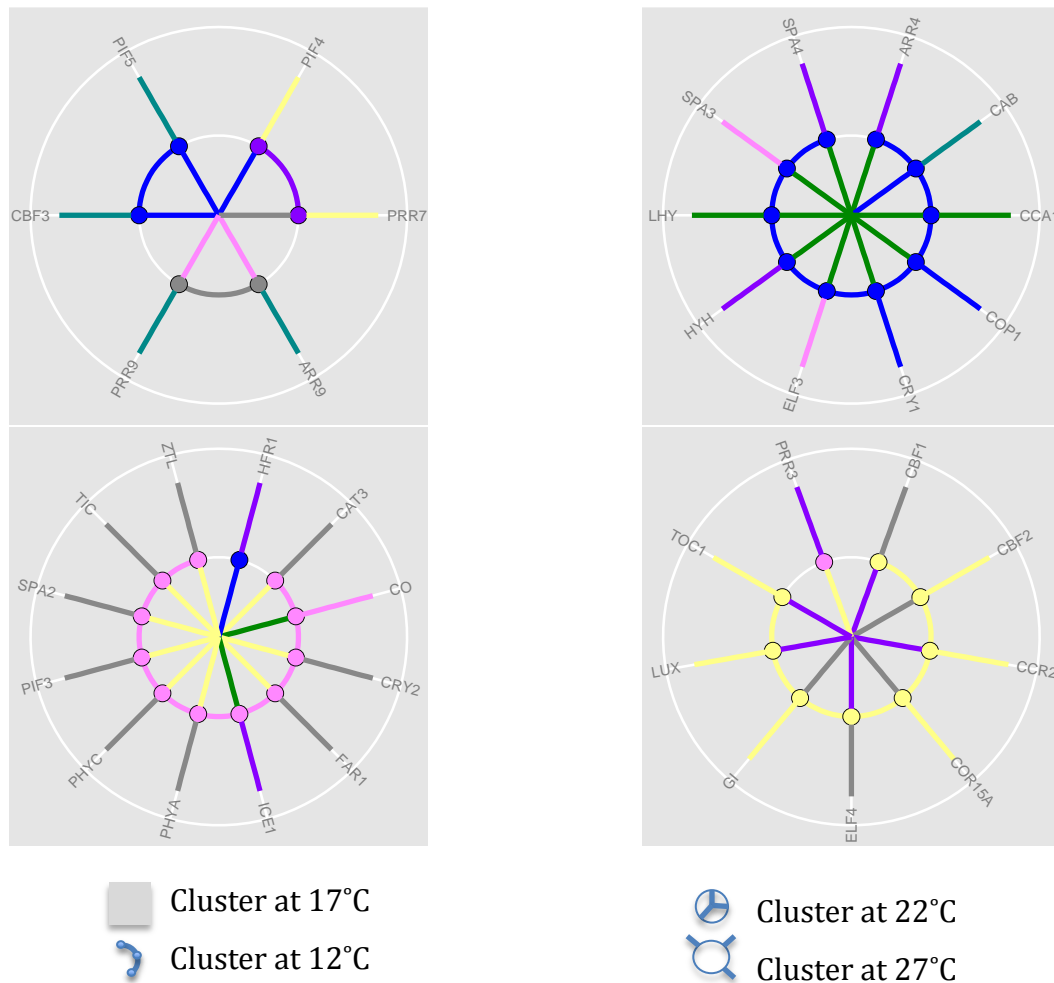 PIF5
PIF4
CBF3
PRR7
PRR9
ARR9
SPA4
ARR4
SPA3
CAB
LHY
CCA1
HYH
COP1
ELF3
CRY1
ZTL
HFR1
TIC
CAT3
SPA2
CO
PIF3
CRY2
PHYC
FAR1
PHYA
ICE1
PRR3
CBF1
TOC1
CBF2
LUX
CCR2
GI
COR15A
ELF4
Cluster at 17°C
Cluster at 12°C
Cluster at 22°C
Cluster at 27°C